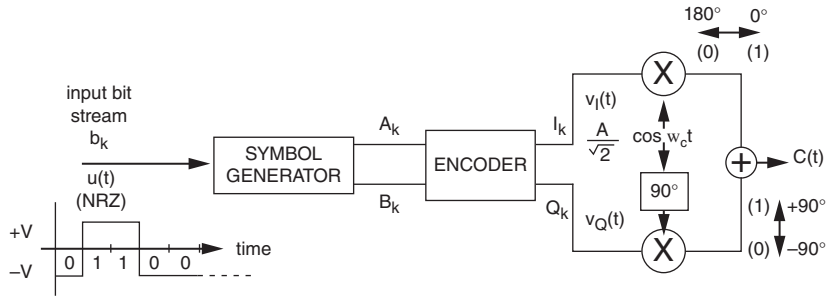 180° 0°
(0) (1)
input bit
stream
b_k
u(t)
(NRZ)
+V
–V
0 1 1 0 0
time
SYMBOL
GENERATOR
A_k
B_k
ENCODER
I_k
Q_k
v_I(t)
A
√2
cos w_c t
X
90°
v_Q(t)
X
+
C(t)
(1) +90°
(0) –90°